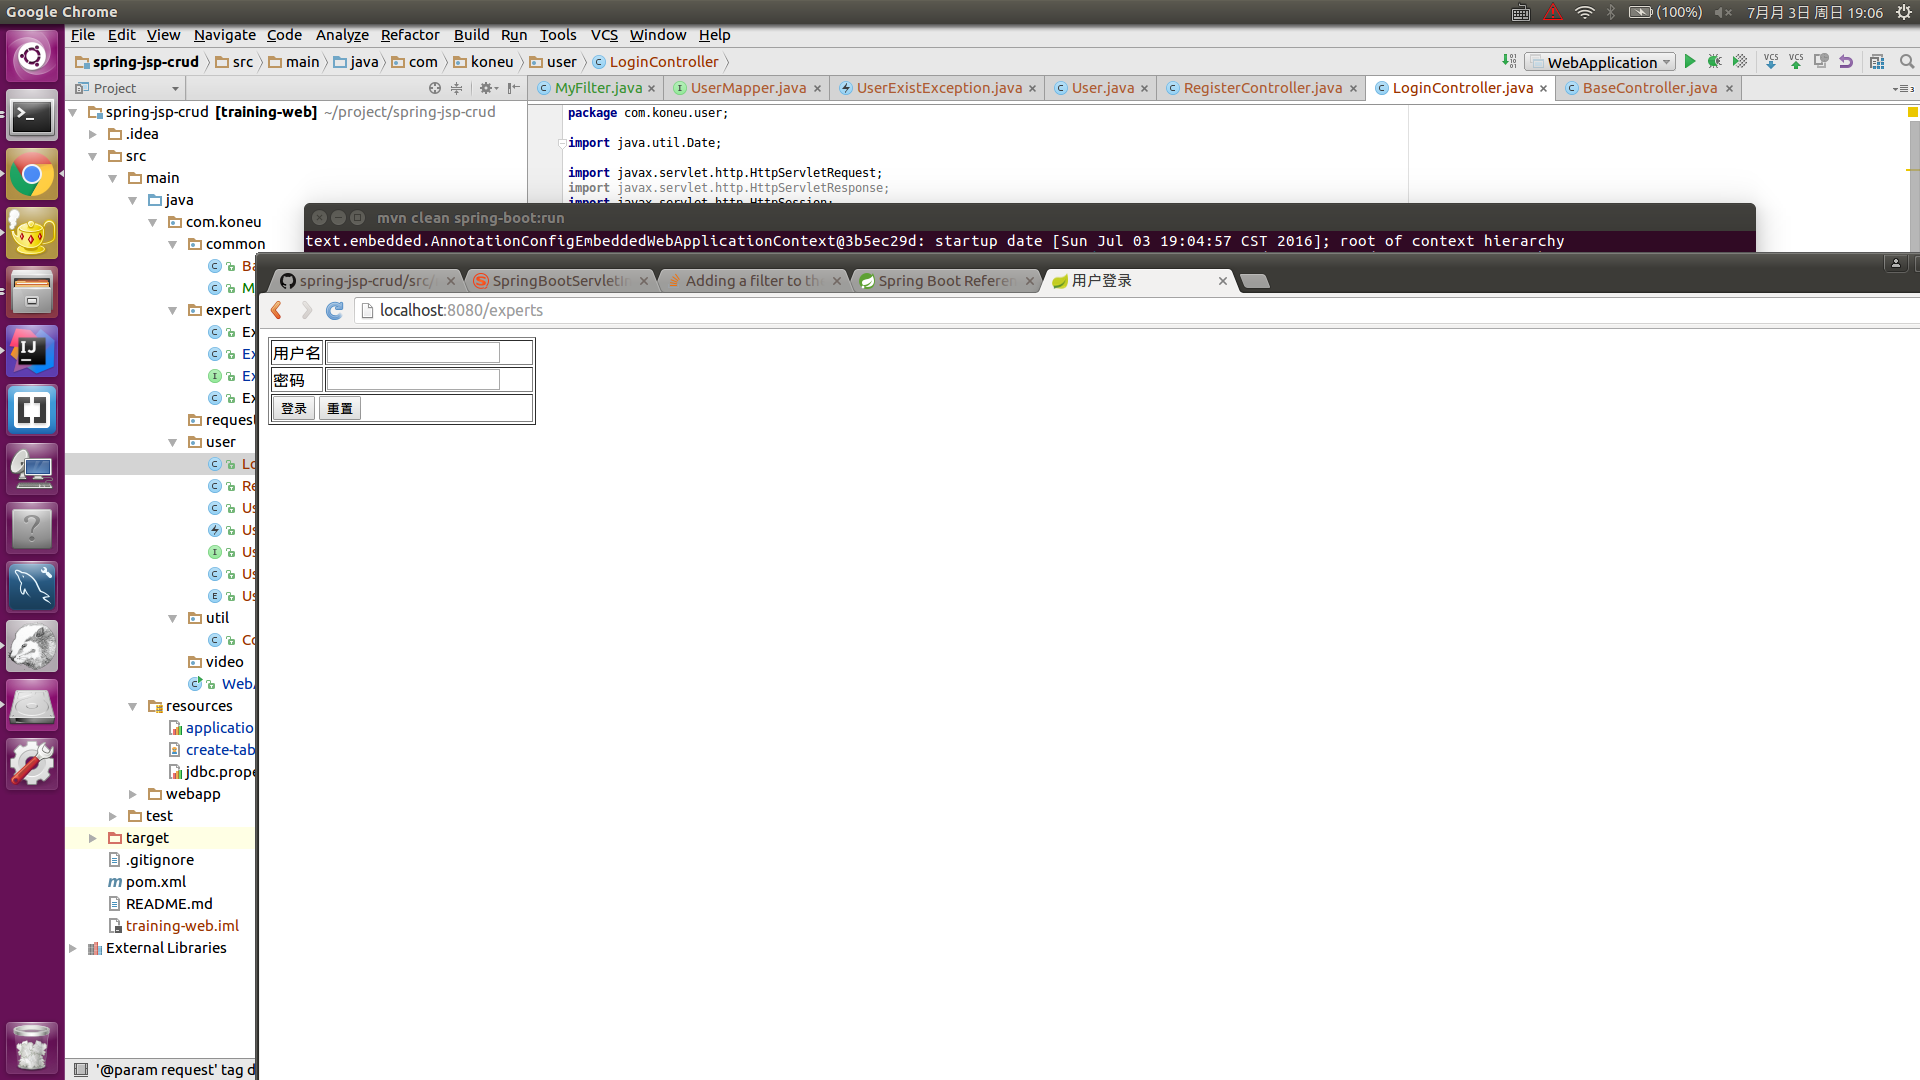 Google Chrome
(100%)
7月月 3日 周日 19:06
File Edit View Navigate Code Analyze Refactor Build Run Tools VCS Window Help
spring-jsp-crud src main java com koneu user LoginController
WebApplication
VCS VCS
Project
MyFilter.java UserMapper.java UserExistException.java User.java RegisterController.java LoginController.java BaseController.java
spring-jsp-crud [training-web] ~/project/spring-jsp-crud
package com.koneu.user;
.idea
import java.util.Date;
src
import javax.servlet.http.HttpServletRequest;
main
import javax.servlet.http.HttpServletResponse;
java
import javax.servlet.http.HttpSession;
mvn clean spring-boot:run
com.koneu
text.embedded.AnnotationConfigEmbeddedWebApplicationContext@3b5ec29d: startup date [Sun Jul 03 19:04:57 CST 2016]; root of context hierarchy
common
Ba
spring-jsp-crud/src/ SpringBootServletIn Adding a filter to th Spring Boot Referen 用户登录
M
expert
localhost:8080/experts
Ex
Ex
Ex
Ex
用户名
密码
登录 重置
request
user
Lo
Re
Us
Us
Us
Us
Us
util
Co
video
WebA
resources
applicatio
create-tab
jdbc.prope
webapp
test
target
.gitignore
pom.xml
README.md
training-web.iml
External Libraries
'@param request' tag d